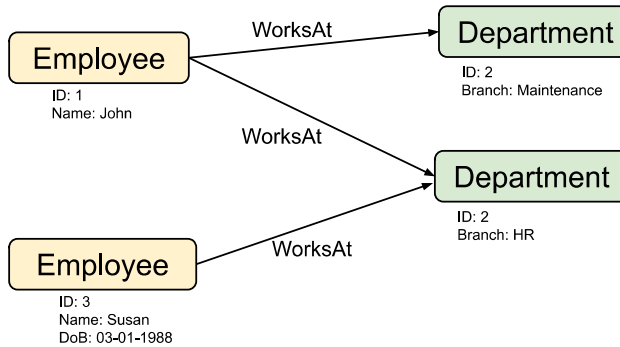 WorksAt
Department
ID: 2
Branch: Maintenance
Employee
ID: 1
Name: John
WorksAt
Department
ID: 2
Branch: HR
WorksAt
Employee
ID: 3
Name: Susan
DoB: 03-01-1988